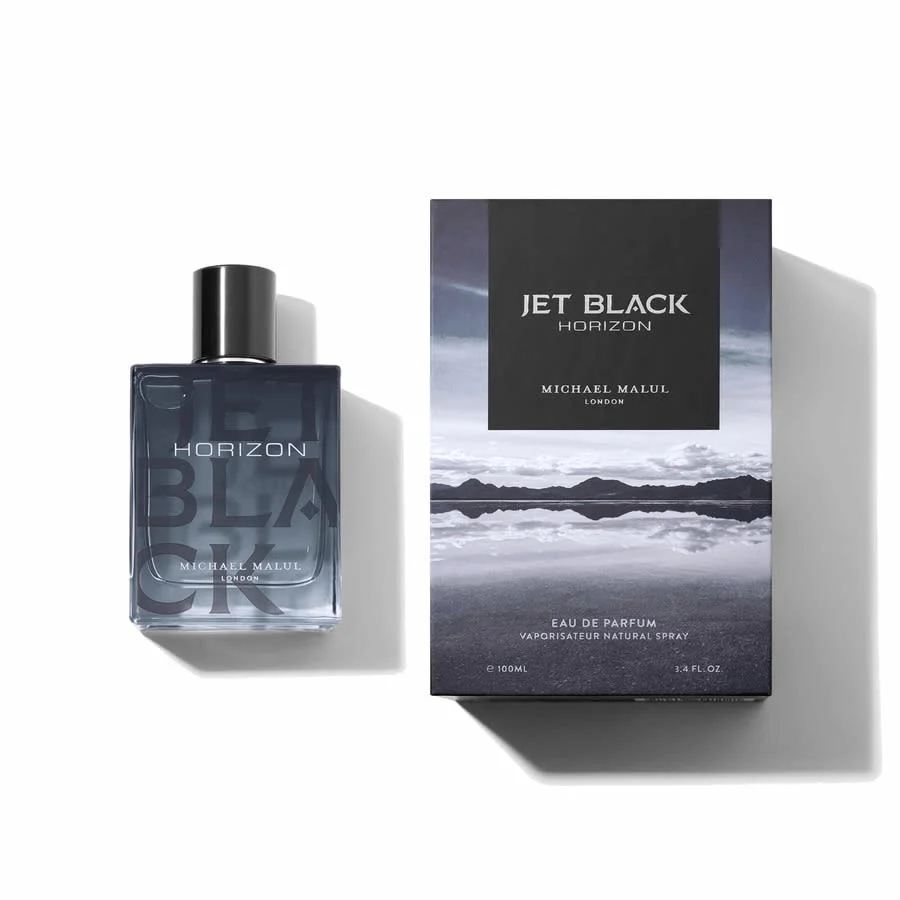 JET
HORIZON
BLA
MICHAEL MALUL
LONDON
CK
JET BLACK
HORIZON
MICHAEL MALUL
LONDON
EAU DE PARFUM
VAPORISATEUR NATURAL SPRAY
℮ 100ML
3.4 FL. OZ.